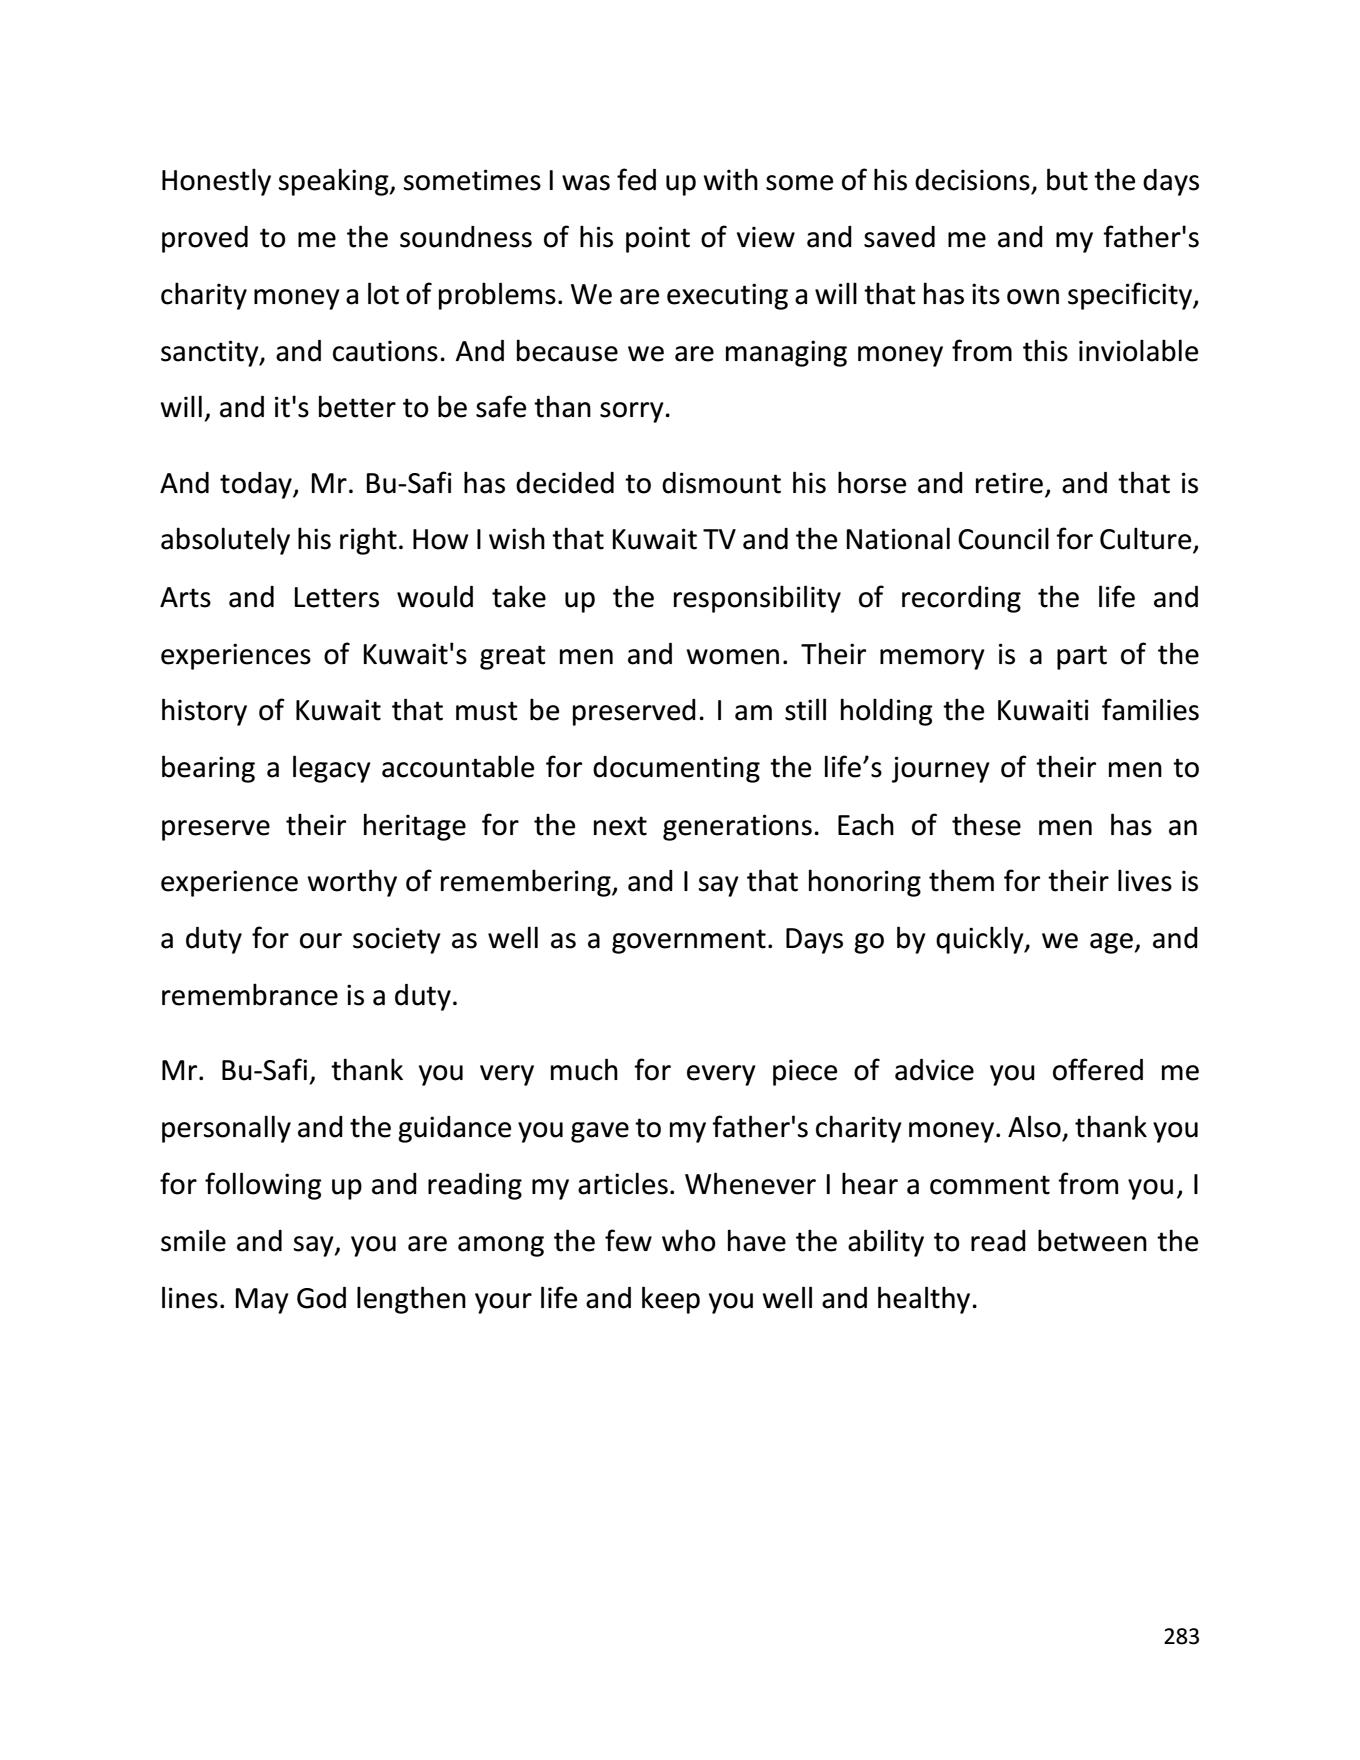 Honestly speaking, sometimes I was fed up with some of his decisions, but the days
proved to me the soundness of his point of view and saved me and my father's
charity money a lot of problems. We are executing a will that has its own specificity,
sanctity, and cautions. And because we are managing money from this inviolable
will, and it's better to be safe than sorry.
And today, Mr. Bu-Safi has decided to dismount his horse and retire, and that is
absolutely his right. How I wish that Kuwait TV and the National Council for Culture,
Arts and Letters would take up the responsibility of recording the life and
experiences of Kuwait's great men and women. Their memory is a part of the
history of Kuwait that must be preserved. I am still holding the Kuwaiti families
bearing a legacy accountable for documenting the life’s journey of their men to
preserve their heritage for the next generations. Each of these men has an
experience worthy of remembering, and I say that honoring them for their lives is
a duty for our society as well as a government. Days go by quickly, we age, and
remembrance is a duty.
Mr. Bu-Safi, thank you very much for every piece of advice you offered me
personally and the guidance you gave to my father's charity money. Also, thank you
for following up and reading my articles. Whenever I hear a comment from you, I
smile and say, you are among the few who have the ability to read between the
lines. May God lengthen your life and keep you well and healthy.
283